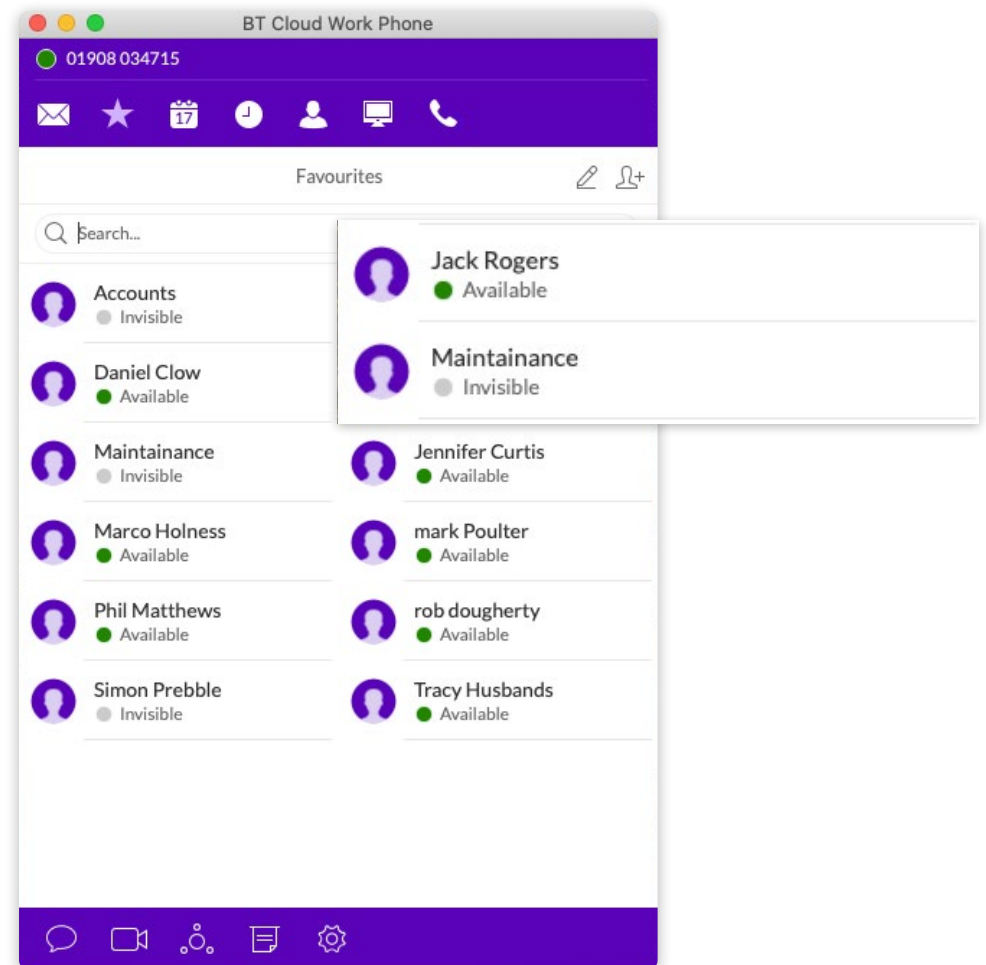 BT Cloud Work Phone
01908 034715
17
Favourites
Search...
Accounts
Invisible
Daniel Clow
Available
Maintainance
Invisible
Marco Holness
Available
Phil Matthews
Available
Simon Prebble
Invisible
Jack Rogers
Available
Maintainance
Invisible
Jennifer Curtis
Available
mark Poulter
Available
rob dougherty
Available
Tracy Husbands
Available